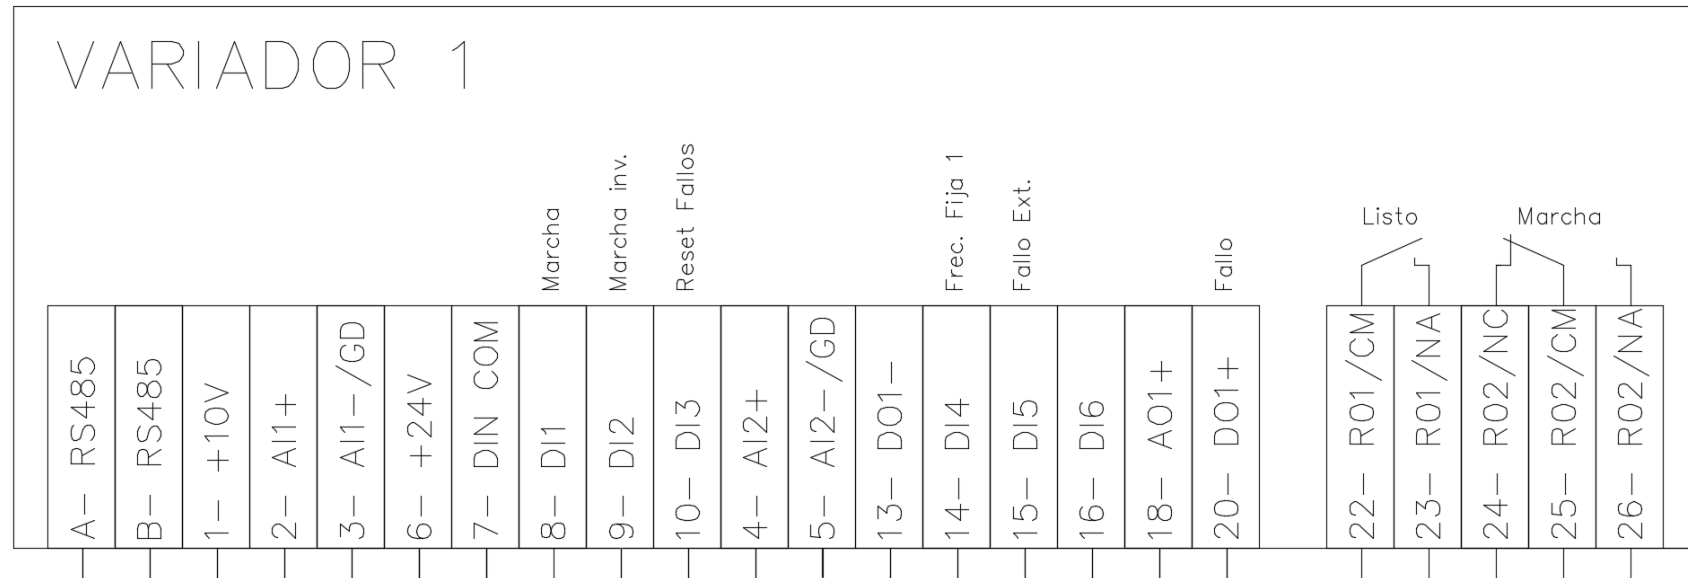 VARIADOR 1
Marcha
Marcha inv.
Reset Fallos
Frec. Fija 1
Fallo Ext.
Fallo
Listo
Marcha
A- RS485
B- RS485
1- +10V
2- AI1+
3- AI1-/GD
6- +24V
7- DIN COM
8- DI1
9- DI2
10- DI3
4- AI2+
5- AI2-/GD
13- DO1-
14- DI4
15- DI5
16- DI6
18- AO1+
20- DO1+
22- RO1/CM
23- RO1/NA
24- RO2/NC
25- RO2/CM
26- RO2/NA